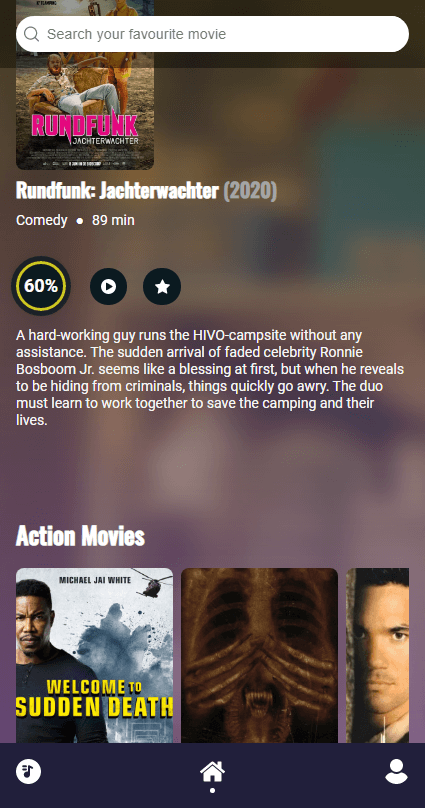 Search your favourite movie
RUNDFUNK
JACHTERWACHTER
Rundfunk: Jachterwachter (2020)
Comedy ● 89 min
60%
A hard-working guy runs the HIVO-campsite without any
assistance. The sudden arrival of faded celebrity Ronnie
Bosboom Jr. seems like a blessing at first, but when he reveals
to be hiding from criminals, things quickly go awry. The duo
must learn to work together to save the camping and their
lives.
Action Movies
MICHAEL JAI WHITE
WELCOME TO
SUDDEN DEATH